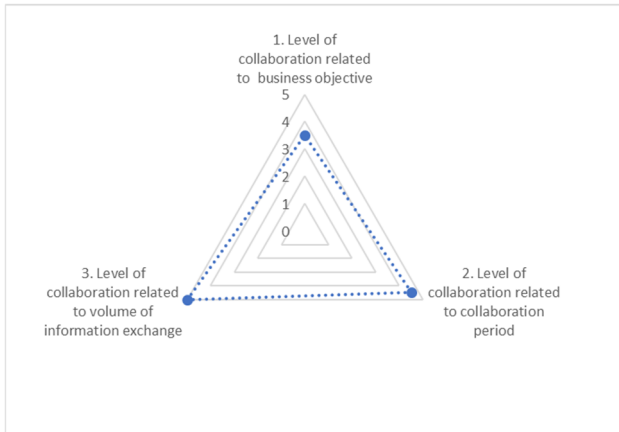 1. Level of
collaboration related
to business objective
5
4
3
2
1
0
3. Level of
collaboration related
to volume of
information exchange
2. Level of
collaboration related
to collaboration
period